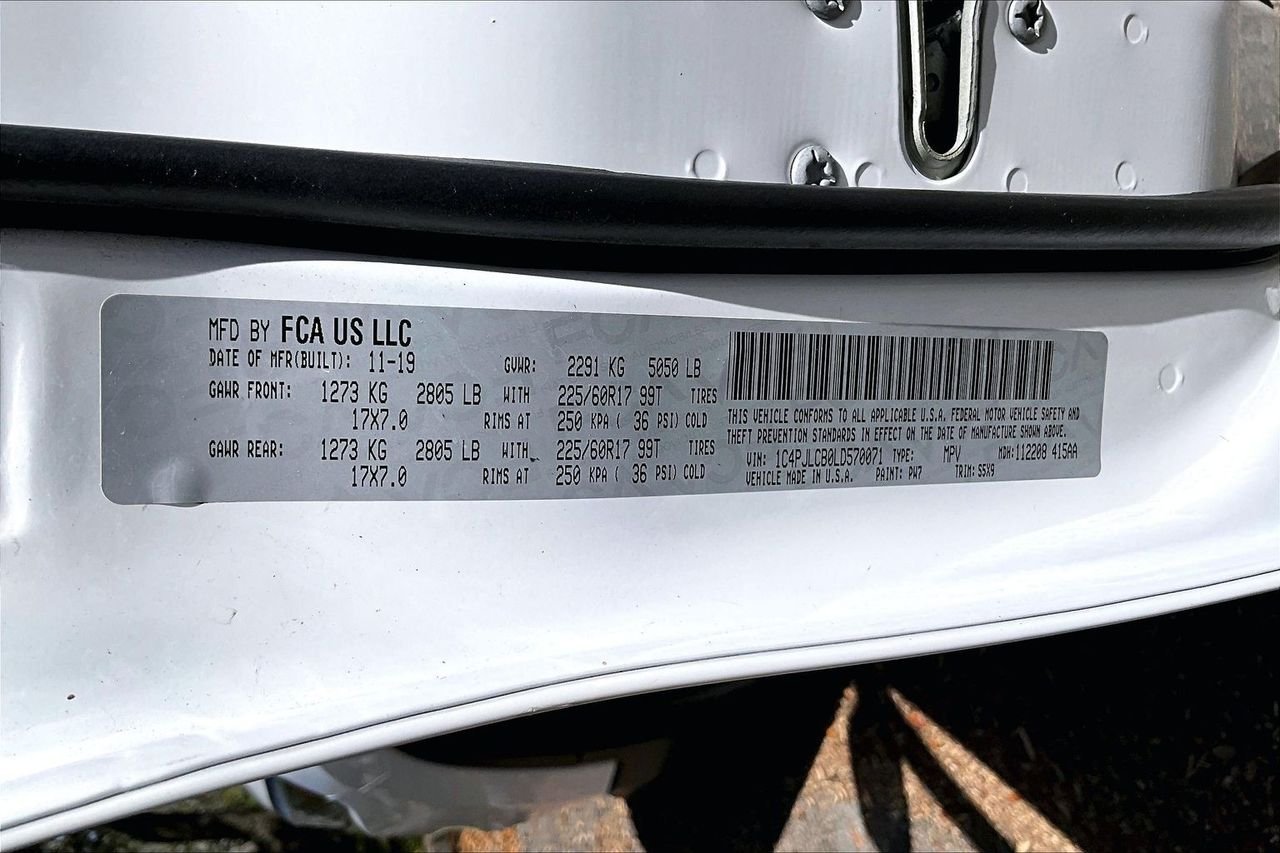 MFD BY FCA US LLC
DATE OF MFR(BUILT): 11-19 GVWR: 2291 KG 5050 LB
GAWR FRONT: 1273 KG 2805 LB WITH 225/60R17 99T TIRES
17X7.0 RIMS AT 250 KPA ( 36 PSI) COLD
GAWR REAR: 1273 KG 2805 LB WITH 225/60R17 99T TIRES
17X7.0 RIMS AT 250 KPA ( 36 PSI) COLD
THIS VEHICLE CONFORMS TO ALL APPLICABLE U.S.A. FEDERAL MOTOR VEHICLE SAFETY AND
THEFT PREVENTION STANDARDS IN EFFECT ON THE DATE OF MANUFACTURE SHOWN ABOVE.
VIN: 1C4PJLCB0LD570071 TYPE: MPV MDH: 112208 415AA
VEHICLE MADE IN U.S.A. PAINT: PW7 TRIM: S5X9